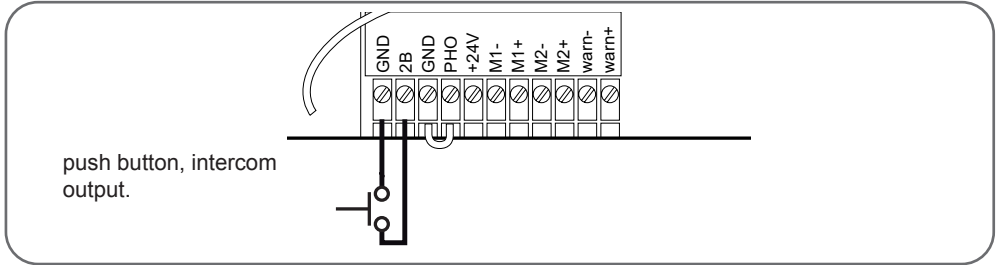 GND
2B
GND
PHO
+24V
M1-
M1+
M2-
M2+
warn-
warn+
push button, intercom
output.